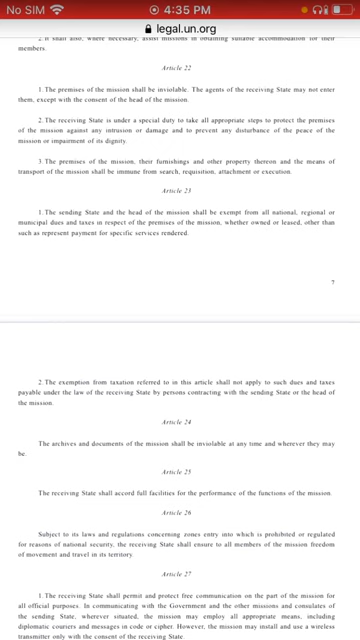 No SIM 4:35 PM
legal.un.org
2. It shall also, where necessary, assist missions in obtaining suitable accommodation for their
members.
Article 22
1. The premises of the mission shall be inviolable. The agents of the receiving State may not enter
them, except with the consent of the head of the mission.
2. The receiving State is under a special duty to take all appropriate steps to protect the premises
of the mission against any intrusion or damage and to prevent any disturbance of the peace of the
mission or impairment of its dignity.
3. The premises of the mission, their furnishings and other property thereon and the means of
transport of the mission shall be immune from search, requisition, attachment or execution.
Article 23
1. The sending State and the head of the mission shall be exempt from all national, regional or
municipal dues and taxes in respect of the premises of the mission, whether owned or leased, other than
such as represent payment for specific services rendered.
7
2. The exemption from taxation referred to in this article shall not apply to such dues and taxes
payable under the law of the receiving State by persons contracting with the sending State or the head of
the mission.
Article 24
The archives and documents of the mission shall be inviolable at any time and wherever they may
be.
Article 25
The receiving State shall accord full facilities for the performance of the functions of the mission.
Article 26
Subject to its laws and regulations concerning zones entry into which is prohibited or regulated
for reasons of national security, the receiving State shall ensure to all members of the mission freedom
of movement and travel in its territory.
Article 27
1. The receiving State shall permit and protect free communication on the part of the mission for
all official purposes. In communicating with the Government and the other missions and consulates of
the sending State, wherever situated, the mission may employ all appropriate means, including
diplomatic couriers and messages in code or cipher. However, the mission may install and use a wireless
transmitter only with the consent of the receiving State.